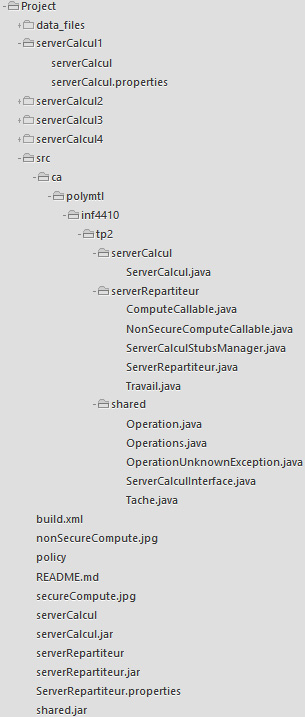 Project
data_files
serverCalcul1
serverCalcul
serverCalcul.properties
serverCalcul2
serverCalcul3
serverCalcul4
src
ca
polymtl
inf4410
tp2
serverCalcul
ServerCalcul.java
serverRepartiteur
ComputeCallable.java
NonSecureComputeCallable.java
ServerCalculStubsManager.java
ServerRepartiteur.java
Travail.java
shared
Operation.java
Operations.java
OperationUnknownException.java
ServerCalculInterface.java
Tache.java
build.xml
nonSecureCompute.jpg
policy
README.md
secureCompute.jpg
serverCalcul
serverCalcul.jar
serverRepartiteur
serverRepartiteur.jar
ServerRepartiteur.properties
shared.jar